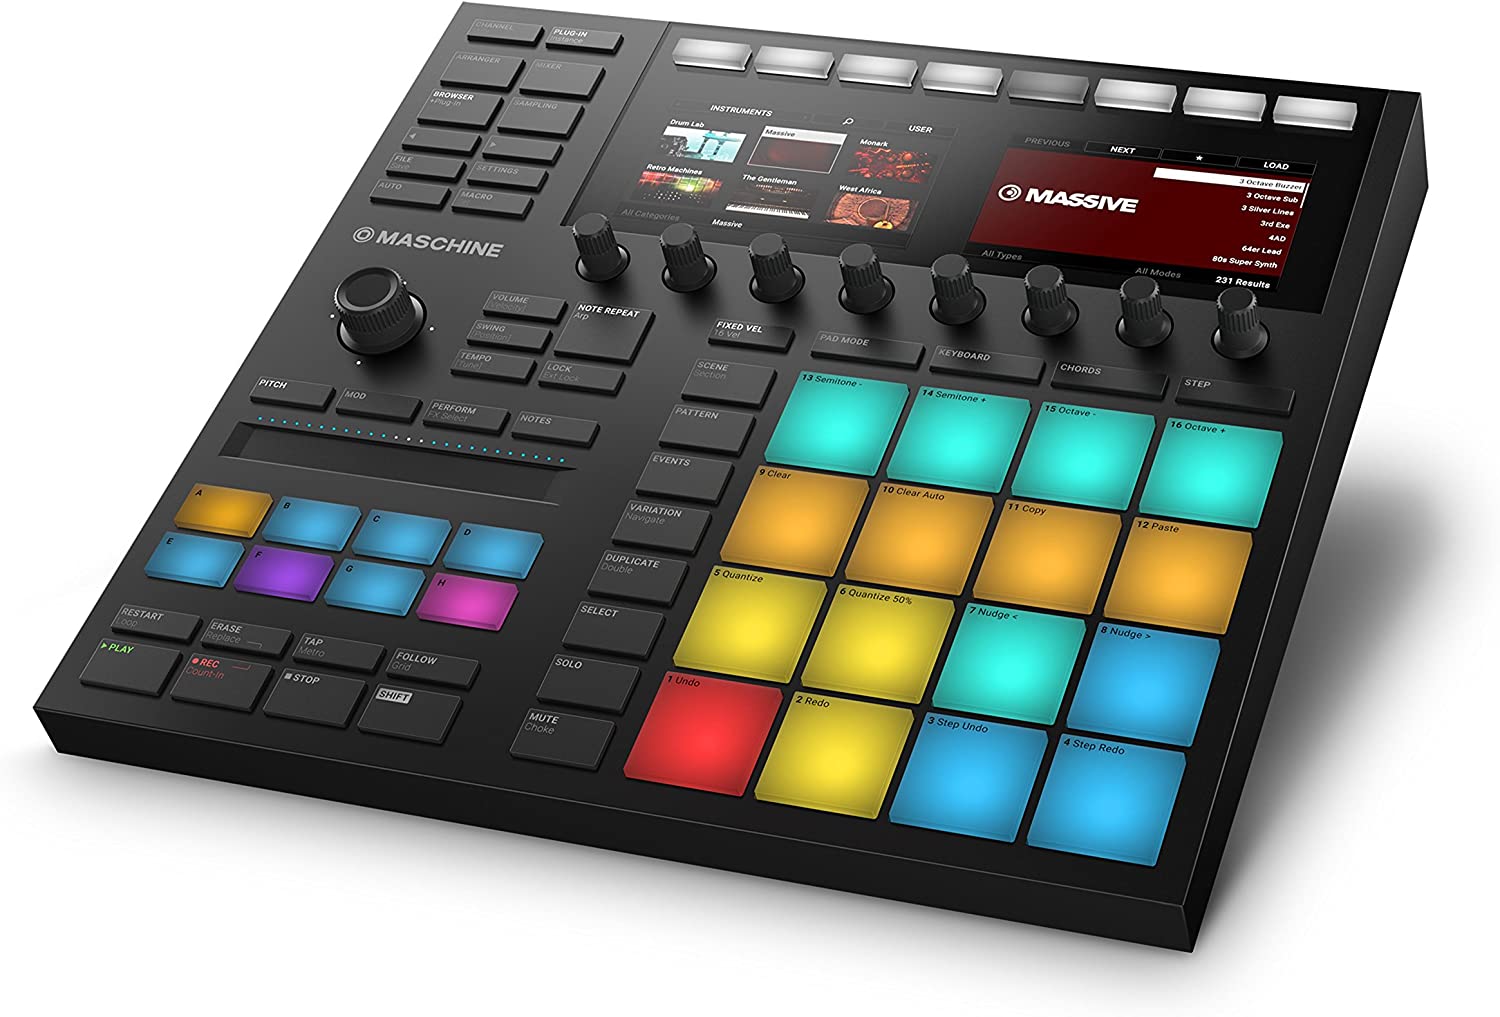 CHANNEL
PLUG-IN
Instance
ARRANGER
MIXER
BROWSER
+Plug-In
SAMPLING
FILE
Save
SETTINGS
AUTO
MACRO
MASCHINE
INSTRUMENTS
USER
Drum Lab
Massive
Monark
Retro Machines
The Gentleman
West Africa
All Categories
Massive
PREVIOUS
NEXT
LOAD
MASSIVE
3 Octave Buzzer
3 Octave Sub
3 Silver Lines
3rd Exe
4AD
64er Lead
80s Super Synth
All Types
All Modes
231 Results
VOLUME
[Velocity]
SWING
[Position]
TEMPO
[Tune]
NOTE REPEAT
Arp
LOCK
Ext Lock
PITCH
MOD
PERFORM
FX Select
NOTES
A
B
C
D
E
F
G
H
RESTART
Loop
ERASE
Replace
TAP
Metro
FOLLOW
Grid
PLAY
REC
Count-In
STOP
SHIFT
FIXED VEL
16 Vel
PAD MODE
KEYBOARD
CHORDS
STEP
SCENE
Section
PATTERN
EVENTS
VARIATION
Navigate
DUPLICATE
Double
SELECT
SOLO
MUTE
Choke
13 Semitone -
14 Semitone +
15 Octave -
16 Octave +
9 Clear
10 Clear Auto
11 Copy
12 Paste
5 Quantize
6 Quantize 50%
7 Nudge <
8 Nudge >
1 Undo
2 Redo
3 Step Undo
4 Step Redo